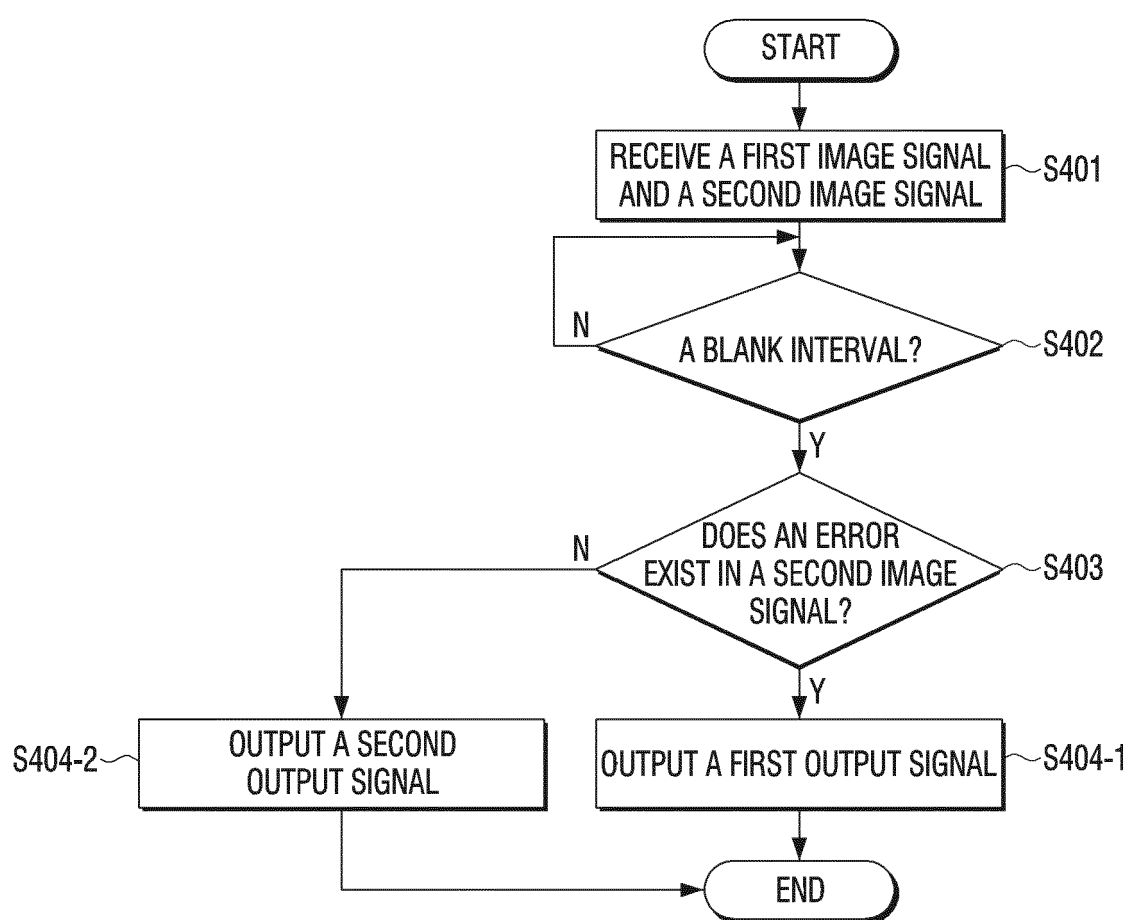 START
RECEIVE A FIRST IMAGE SIGNAL
AND A SECOND IMAGE SIGNAL
S401
N
A BLANK INTERVAL?
S402
Y
N
DOES AN ERROR
EXIST IN A SECOND IMAGE
SIGNAL?
S403
Y
S404-2
OUTPUT A SECOND
OUTPUT SIGNAL
OUTPUT A FIRST OUTPUT SIGNAL
S404-1
END